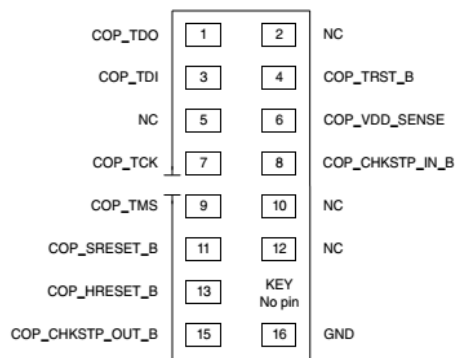 COP_TDO 1 2 NC
COP_TDI 3 4 COP_TRST_B
NC 5 6 COP_VDD_SENSE
COP_TCK 7 8 COP_CHKSTP_IN_B
COP_TMS 9 10 NC
COP_SRESET_B 11 12 NC
COP_HRESET_B 13 KEY
No pin
COP_CHKSTP_OUT_B 15 16 GND